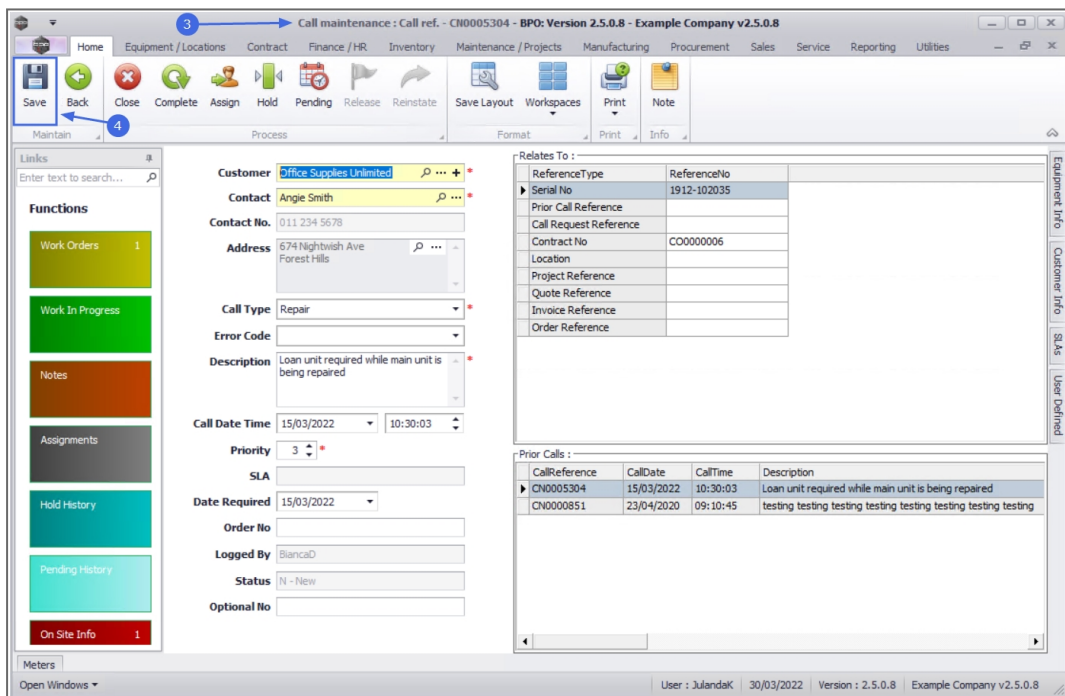 3
Call maintenance : Call ref. - CN0005304 - BPO: Version 2.5.0.8 - Example Company v2.5.0.8
Home Equipment / Locations Contract Finance / HR Inventory Maintenance / Projects Manufacturing Procurement Sales Service Reporting Utilities
Save Back Close Complete Assign Hold Pending Release Reinstate Save Layout Workspaces Print Note
4
Maintain Process Format Print Info
Links
Enter text to search...
Functions
Work Orders 1
Work In Progress
Notes
Assignments
Hold History
Pending History
On Site Info 1
Customer Office Supplies Unlimited *
Contact Angie Smith *
Contact No. 011 234 5678
Address 674 Nightwish Ave
Forest Hills
Call Type Repair *
Error Code
Description Loan unit required while main unit is *
being repaired
Call Date Time 15/03/2022 10:30:03
Priority 3 *
SLA
Date Required 15/03/2022
Order No
Logged By BiancaD
Status N - New
Optional No
Relates To :
ReferenceType ReferenceNo
Serial No 1912-102035
Prior Call Reference
Call Request Reference
Contract No CO0000006
Location
Project Reference
Quote Reference
Invoice Reference
Order Reference
Prior Calls :
CallReference CallDate CallTime Description
CN0005304 15/03/2022 10:30:03 Loan unit required while main unit is being repaired
CN0000851 23/04/2020 09:10:45 testing testing testing testing testing testing testing testing
Equipment Info
Customer Info
SLAs
User Defined
Meters
Open Windows User : JulandaK 30/03/2022 Version : 2.5.0.8 Example Company v2.5.0.8